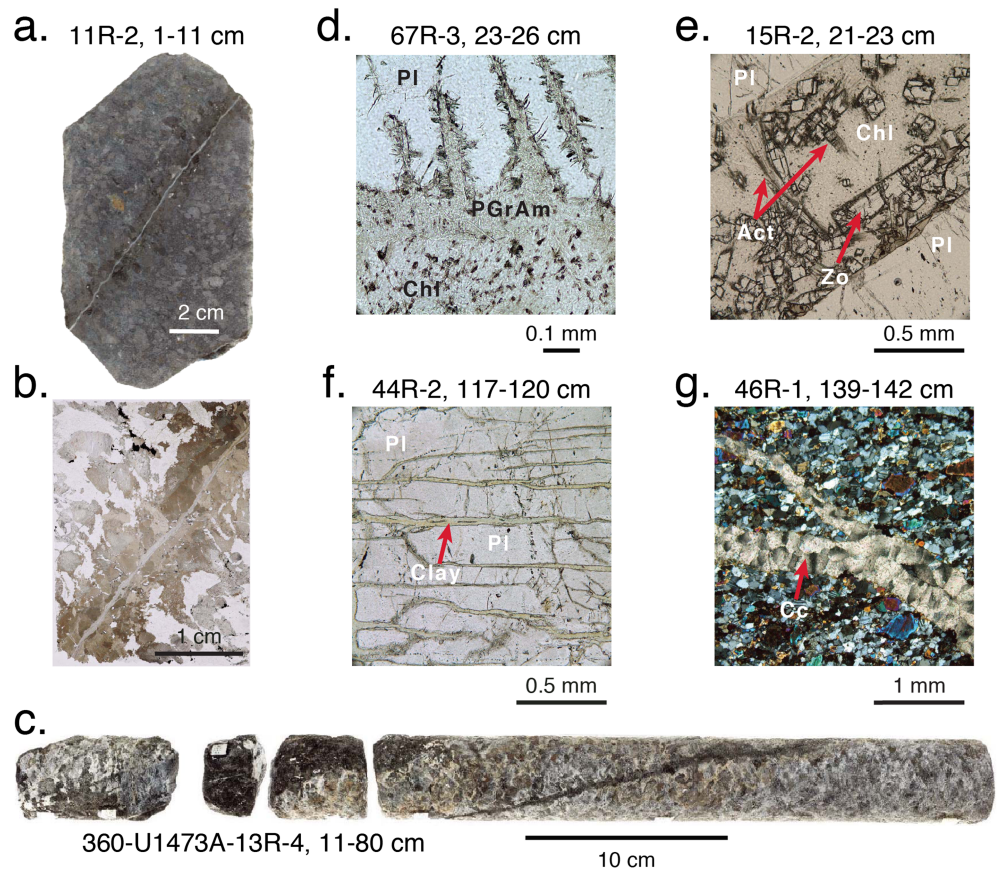 a.
11R-2, 1-11 cm
2 cm
b.
1 cm
c.
360-U1473A-13R-4, 11-80 cm
10 cm
d.
67R-3, 23-26 cm
Pl
PGrAm
Chl
0.1 mm
e.
15R-2, 21-23 cm
Pl
Chl
Act
Zo
Pl
0.5 mm
f.
44R-2, 117-120 cm
Pl
Pl
Clay
0.5 mm
g.
46R-1, 139-142 cm
Cc
1 mm